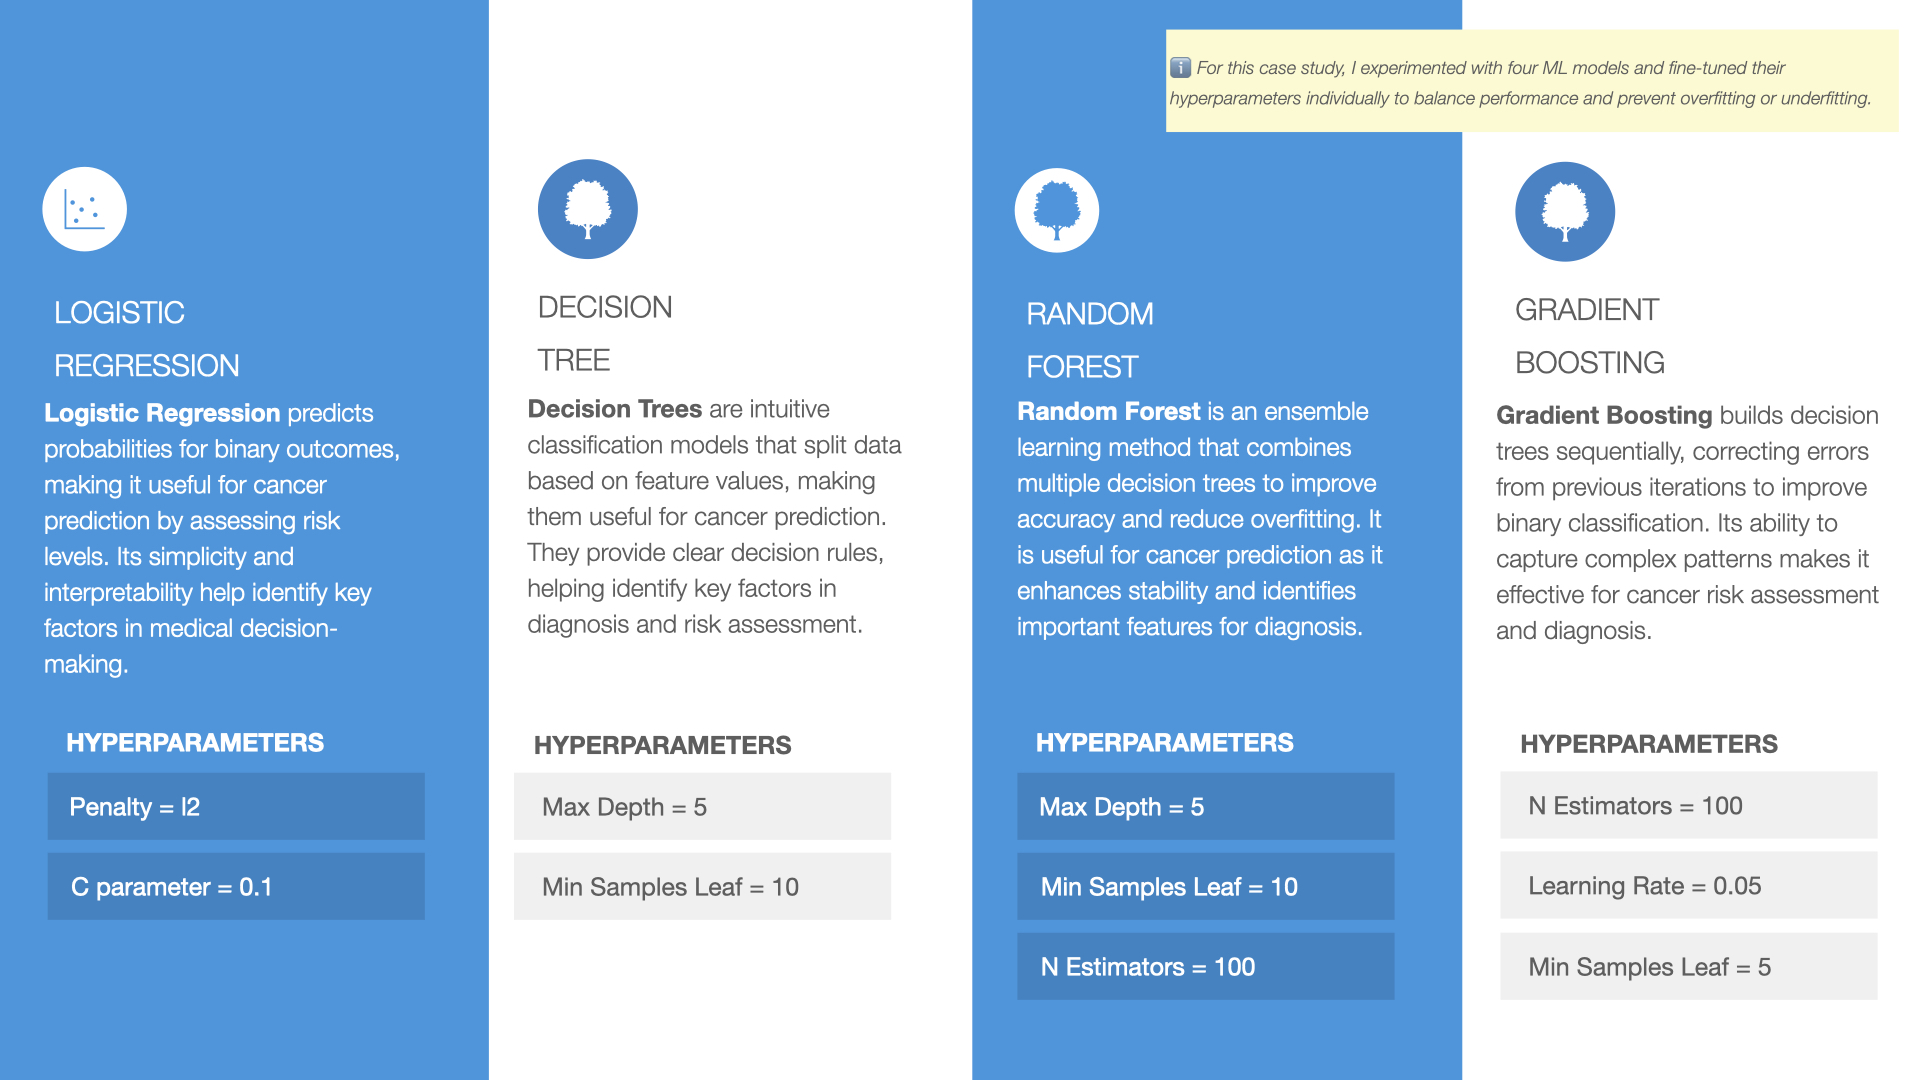 ℹ️ For this case study, I experimented with four ML models and fine-tuned their
hyperparameters individually to balance performance and prevent overfitting or underfitting.
LOGISTIC
REGRESSION
Logistic Regression predicts
probabilities for binary outcomes,
making it useful for cancer
prediction by assessing risk
levels. Its simplicity and
interpretability help identify key
factors in medical decision-
making.
HYPERPARAMETERS
Penalty = l2
C parameter = 0.1
DECISION
TREE
Decision Trees are intuitive
classification models that split data
based on feature values, making
them useful for cancer prediction.
They provide clear decision rules,
helping identify key factors in
diagnosis and risk assessment.
HYPERPARAMETERS
Max Depth = 5
Min Samples Leaf = 10
RANDOM
FOREST
Random Forest is an ensemble
learning method that combines
multiple decision trees to improve
accuracy and reduce overfitting. It
is useful for cancer prediction as it
enhances stability and identifies
important features for diagnosis.
HYPERPARAMETERS
Max Depth = 5
Min Samples Leaf = 10
N Estimators = 100
GRADIENT
BOOSTING
Gradient Boosting builds decision
trees sequentially, correcting errors
from previous iterations to improve
binary classification. Its ability to
capture complex patterns makes it
effective for cancer risk assessment
and diagnosis.
HYPERPARAMETERS
N Estimators = 100
Learning Rate = 0.05
Min Samples Leaf = 5